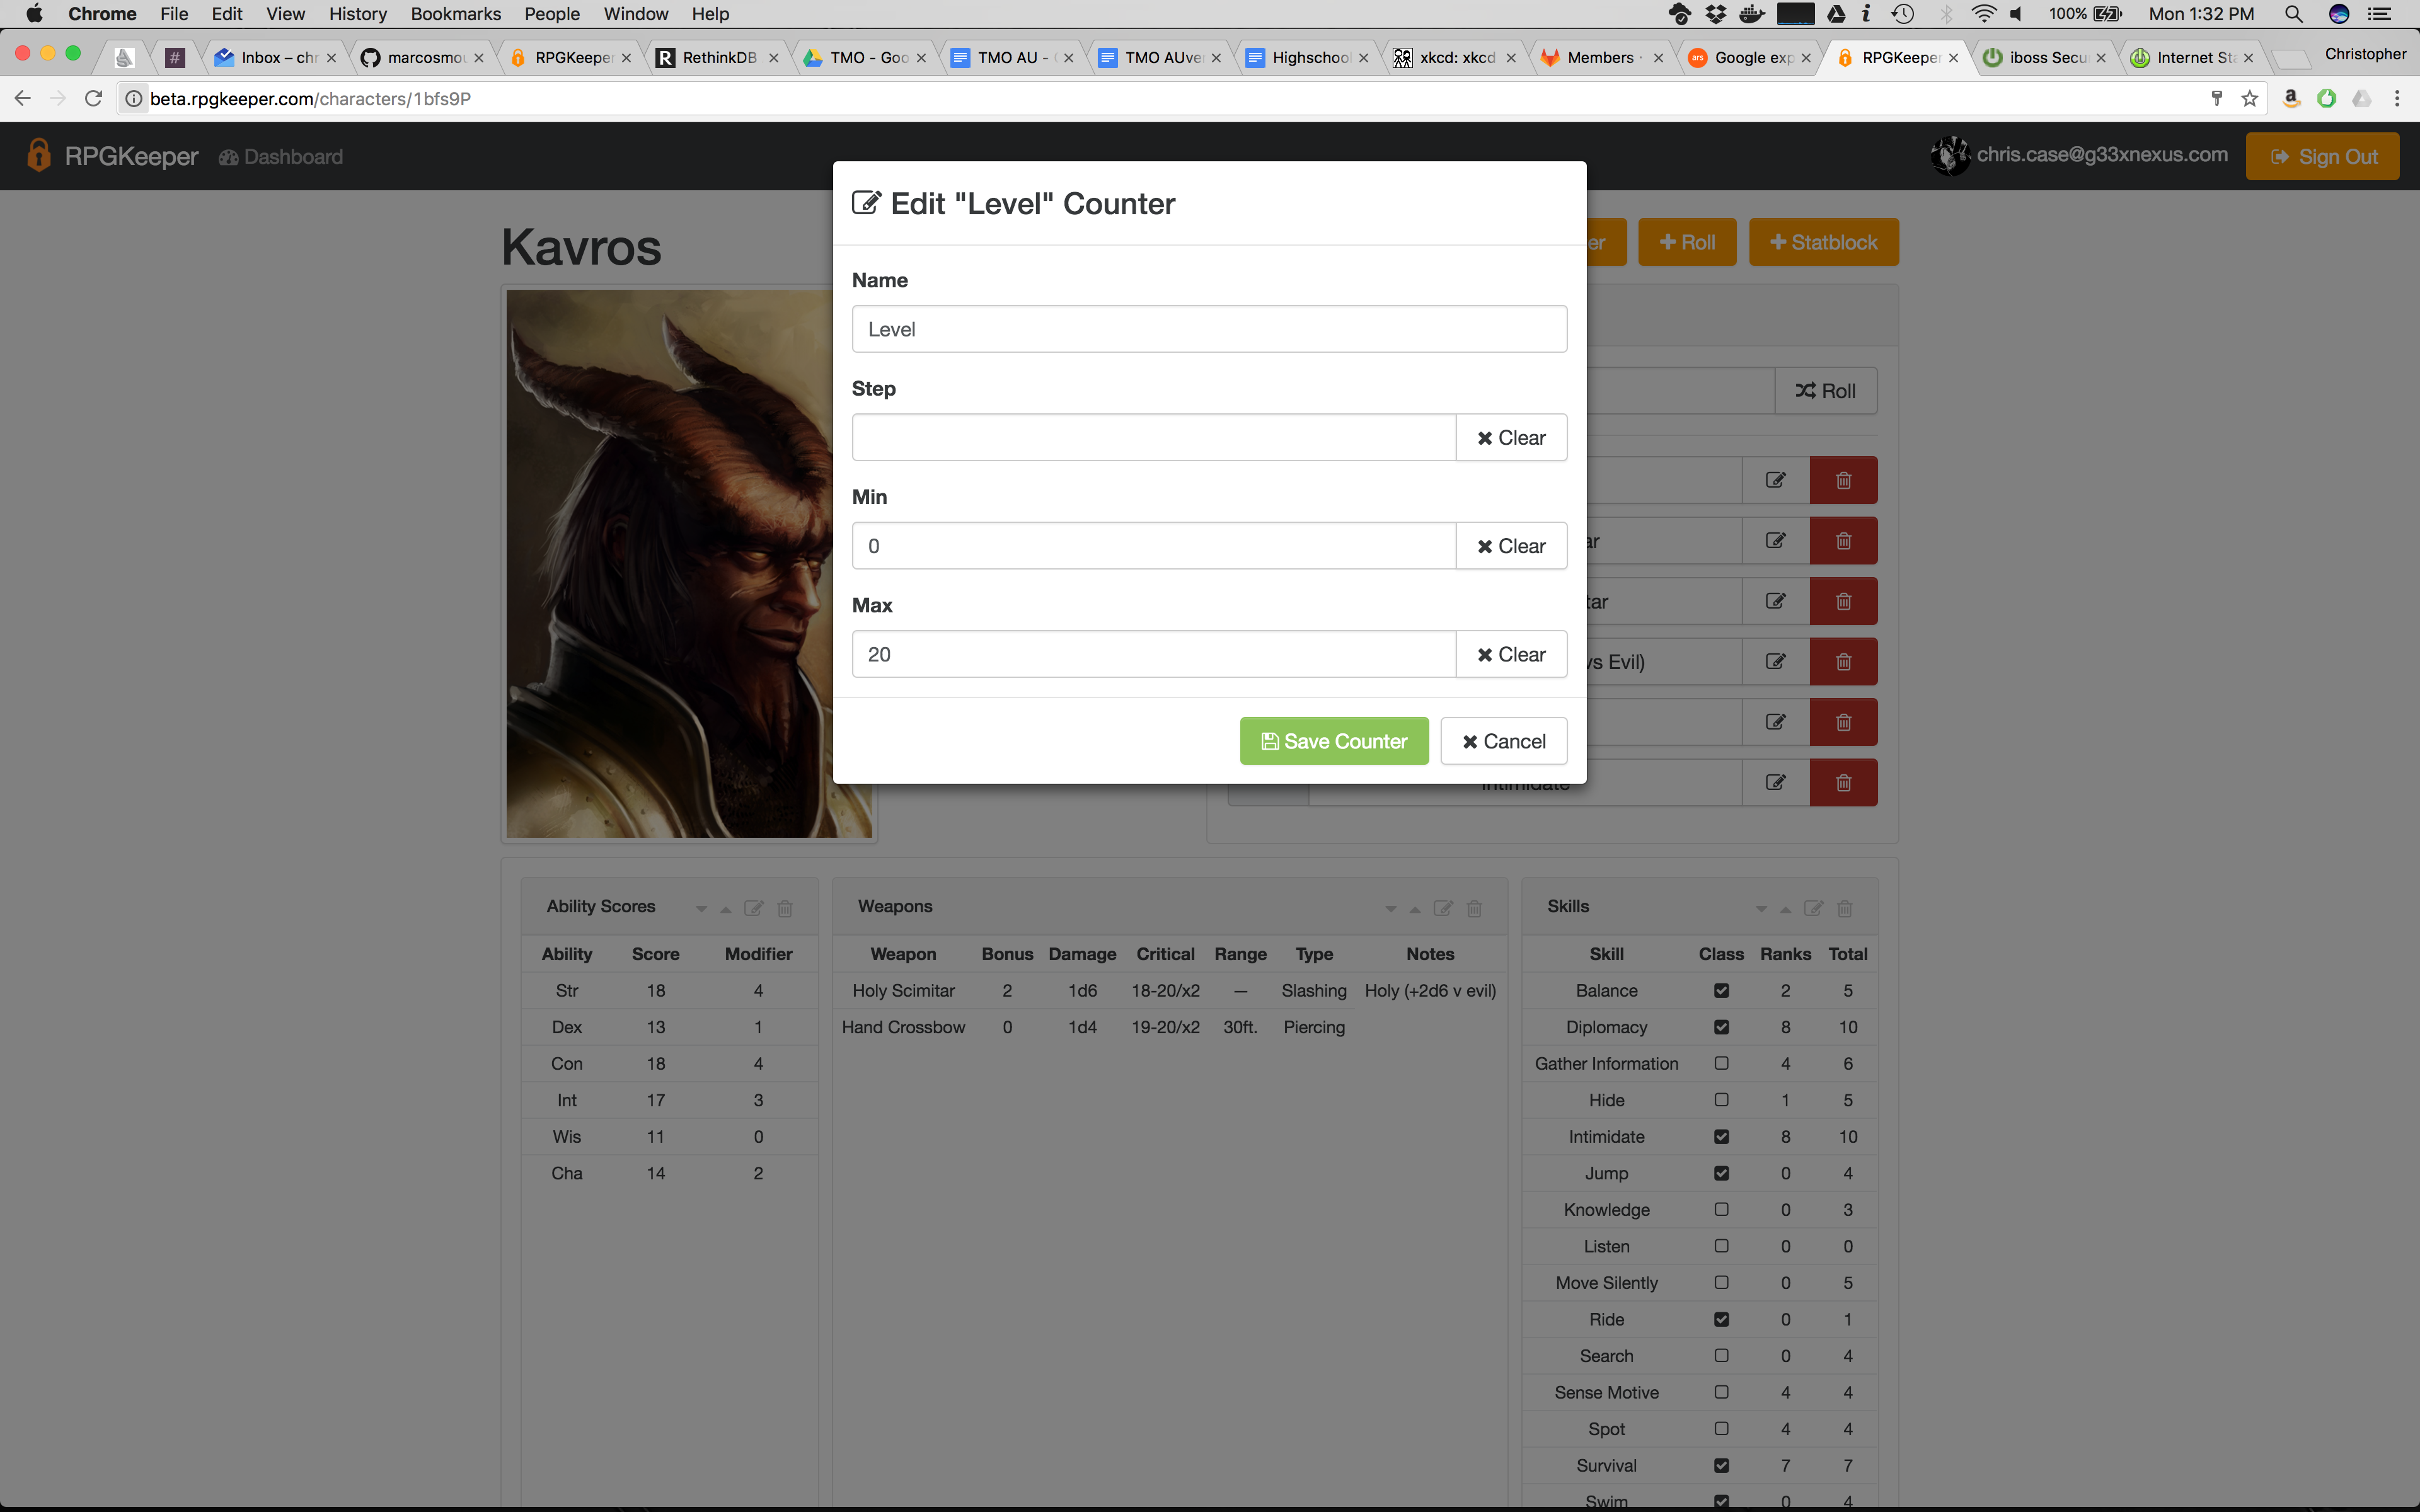 Chrome File Edit View History Bookmarks People Window Help 100% Mon 1:32 PM
# Inbox – chr marcosmou RPGKeeper RethinkDB TMO - Goo TMO AU - TMO AUve Highschool xkcd: xkcd Members Google exp RPGKeeper iboss Secu Internet Sta Christopher
beta.rpgkeeper.com/characters/1bfs9P
RPGKeeper Dashboard chris.case@g33xnexus.com Sign Out
Edit "Level" Counter
Kavros
er Roll Statblock
Name
Level
Step
Clear
Roll
Min
0 Clear
ar
Max
tar
20 Clear
vs Evil)
Save Counter Cancel
Intimidate
Ability Scores
Ability Score Modifier
Str 18 4
Dex 13 1
Con 18 4
Int 17 3
Wis 11 0
Cha 14 2
Weapons
Weapon Bonus Damage Critical Range Type Notes
Holy Scimitar 2 1d6 18-20/x2 — Slashing Holy (+2d6 v evil)
Hand Crossbow 0 1d4 19-20/x2 30ft. Piercing
Skills
Skill Class Ranks Total
Balance 2 5
Diplomacy 8 10
Gather Information 4 6
Hide 1 5
Intimidate 8 10
Jump 0 4
Knowledge 0 3
Listen 0 0
Move Silently 0 5
Ride 0 1
Search 0 4
Sense Motive 4 4
Spot 4 4
Survival 7 7
Swim 0 4